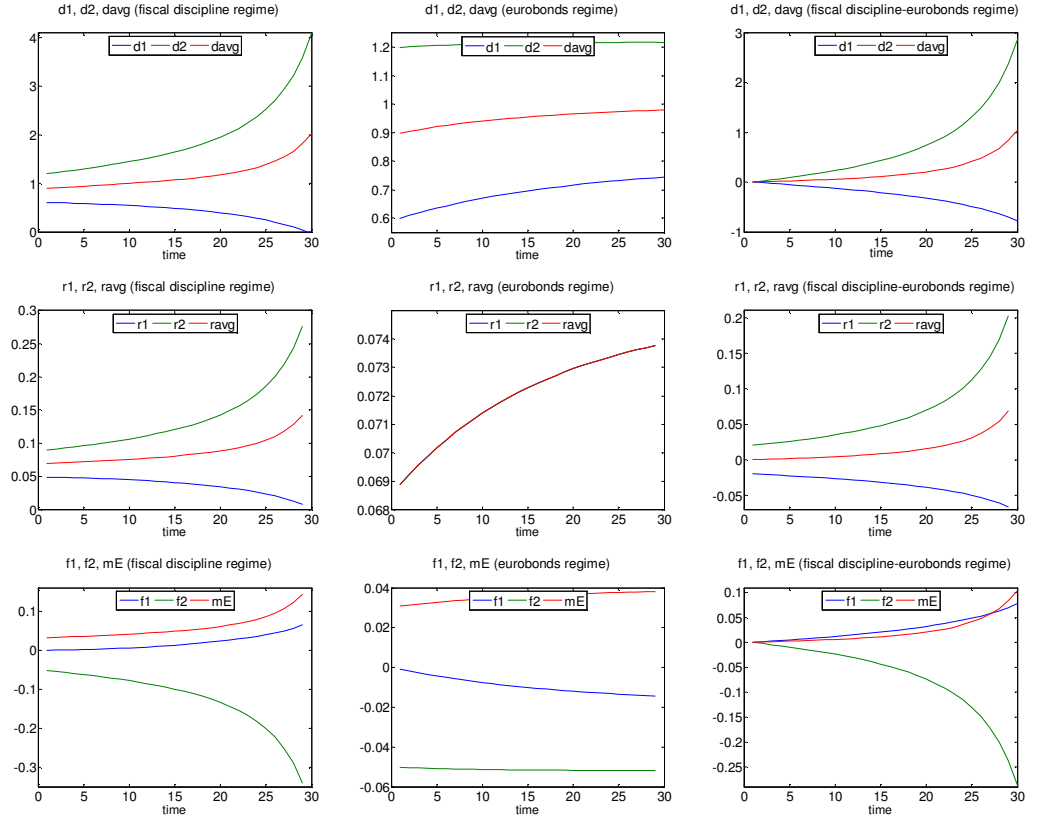 d1, d2, davg (fiscal discipline regime)
d1 d2 davg
4
3
2
1
0
0 5 10 15 20 25 30
time
d1, d2, davg (eurobonds regime)
d1 d2 davg
1.2
1.1
1
0.9
0.8
0.7
0.6
0 5 10 15 20 25 30
time
d1, d2, davg (fiscal discipline-eurobonds regime)
d1 d2 davg
3
2
1
0
-1
0 5 10 15 20 25 30
time
r1, r2, ravg (fiscal discipline regime)
r1 r2 ravg
0.3
0.25
0.2
0.15
0.1
0.05
0
0 5 10 15 20 25 30
time
r1, r2, ravg (eurobonds regime)
r1 r2 ravg
0.074
0.073
0.072
0.071
0.07
0.069
0.068
0 5 10 15 20 25 30
time
r1, r2, ravg (fiscal discipline-eurobonds regime)
r1 r2 ravg
0.2
0.15
0.1
0.05
0
-0.05
0 5 10 15 20 25 30
time
f1, f2, mE (fiscal discipline regime)
f1 f2 mE
0.1
0
-0.1
-0.2
-0.3
0 5 10 15 20 25 30
time
f1, f2, mE (eurobonds regime)
f1 f2 mE
0.04
0.02
0
-0.02
-0.04
-0.06
0 5 10 15 20 25 30
time
f1, f2, mE (fiscal discipline-eurobonds regime)
f1 f2 mE
0.1
0.05
0
-0.05
-0.1
-0.15
-0.2
-0.25
0 5 10 15 20 25 30
time